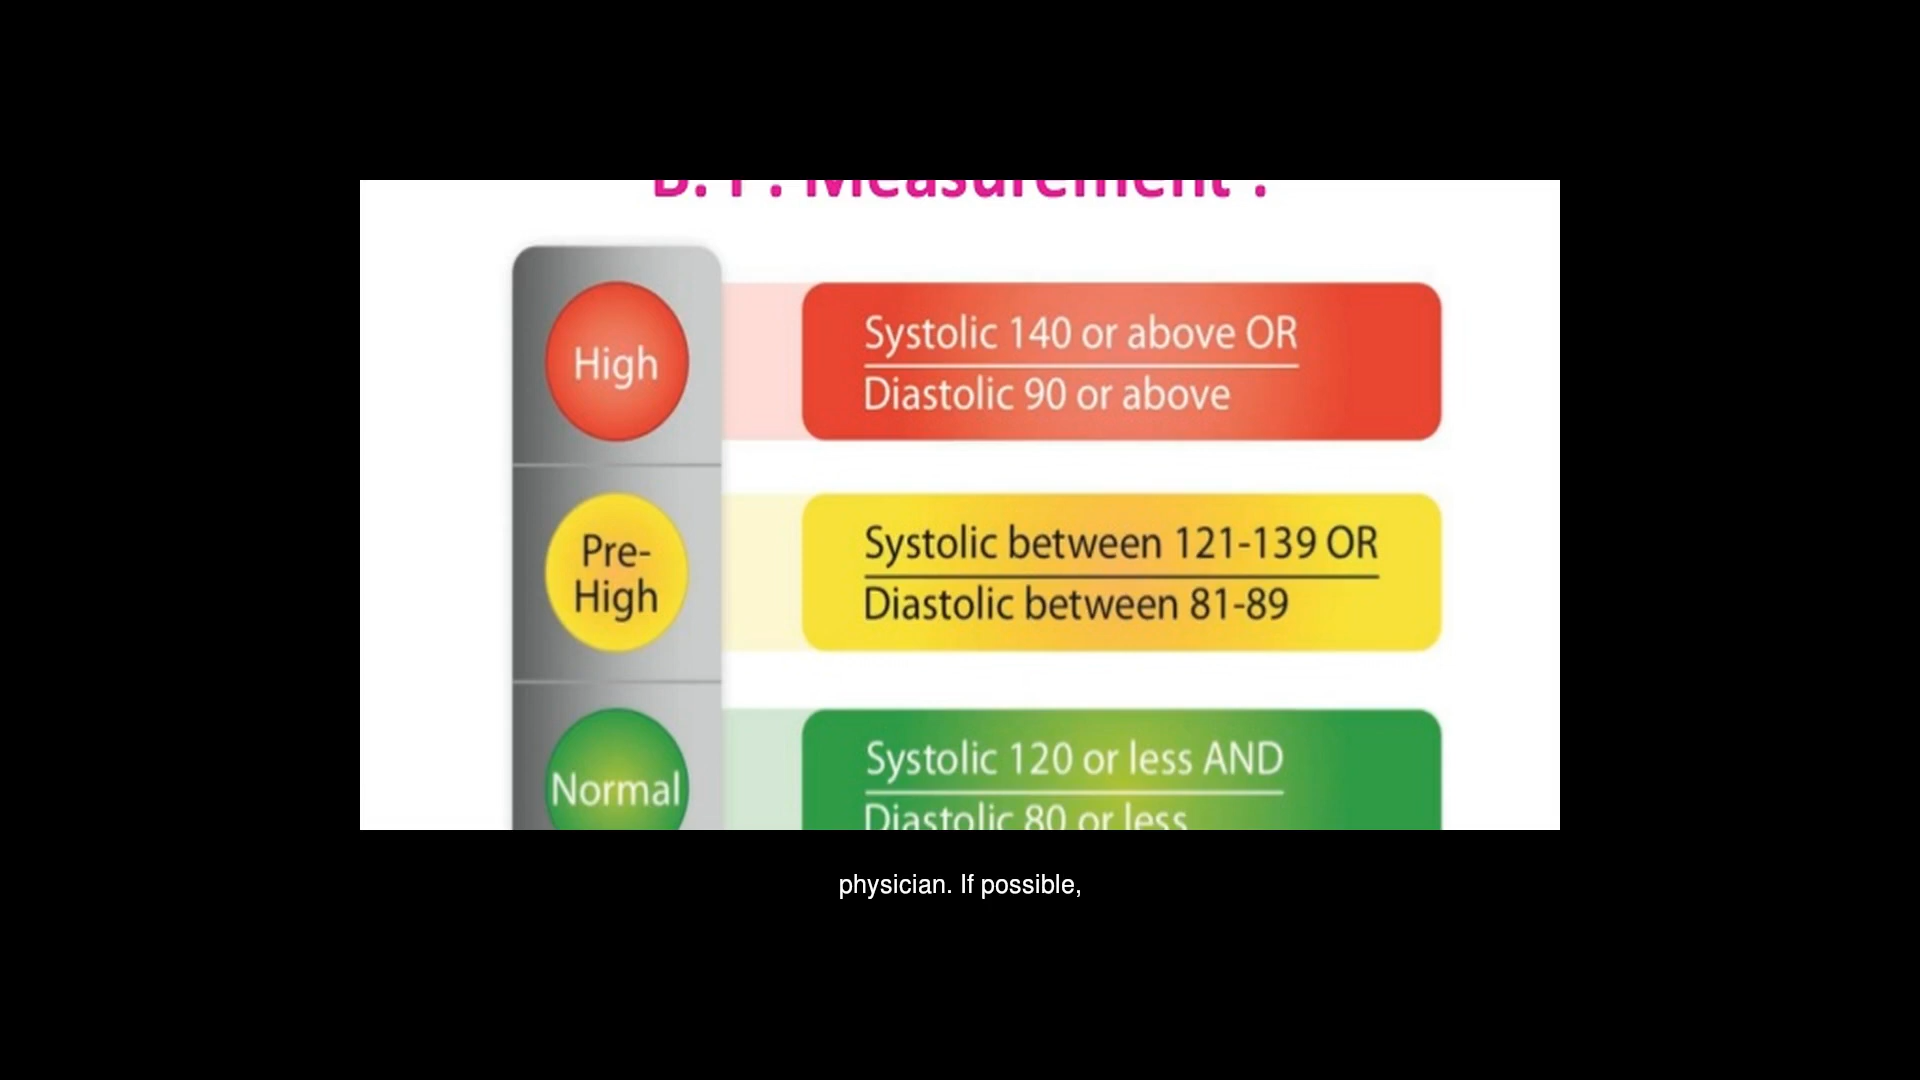 B. P. Measurement :
High
Systolic 140 or above OR
Diastolic 90 or above
Pre-
High
Systolic between 121-139 OR
Diastolic between 81-89
Normal
Systolic 120 or less AND
Diastolic 80 or less
physician. If possible,